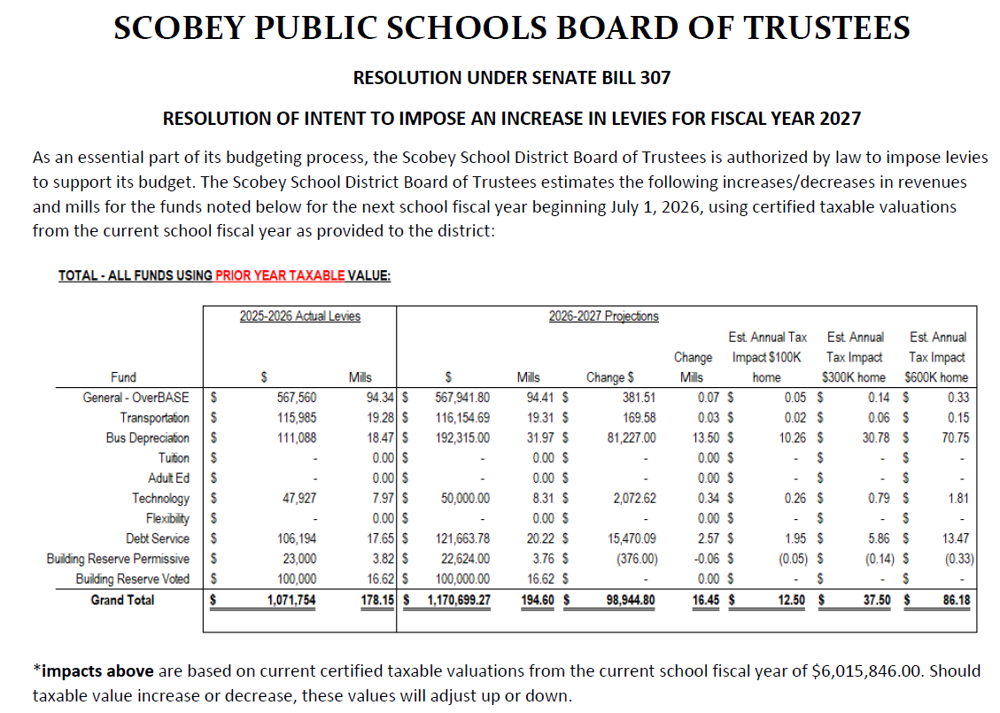 SCOBEY PUBLIC SCHOOLS BOARD OF TRUSTEES
RESOLUTION UNDER SENATE BILL 307
RESOLUTION OF INTENT TO IMPOSE AN INCREASE IN LEVIES FOR FISCAL YEAR 2027
As an essential part of its budgeting process, the Scobey School District Board of Trustees is authorized by law to impose levies
to support its budget. The Scobey School District Board of Trustees estimates the following increases/decreases in revenues
and mills for the funds noted below for the next school fiscal year beginning July 1, 2026, using certified taxable valuations
from the current school fiscal year as provided to the district:
TOTAL - ALL FUNDS USING PRIOR YEAR TAXABLE VALUE:
2025-2026 Actual Levies 2026-2027 Projections
Est. Annual Tax Est. Annual Est. Annual
Change Impact $100K Tax Impact Tax Impact
Fund $ Mills $ Mills Change $ Mills home $300K home $600K home
General - OverBASE $ 567,560 94.34 $ 567,941.80 94.41 $ 381.51 0.07 $ 0.05 $ 0.14 $ 0.33
Transportation $ 115,985 19.28 $ 116,154.69 19.31 $ 169.58 0.03 $ 0.02 $ 0.06 $ 0.15
Bus Depreciation $ 111,088 18.47 $ 192,315.00 31.97 $ 81,227.00 13.50 $ 10.26 $ 30.78 $ 70.75
Tuition $ - 0.00 $ - 0.00 $ - 0.00 $ - $ - $ -
Adult Ed $ - 0.00 $ - 0.00 $ - 0.00 $ - $ - $ -
Technology $ 47,927 7.97 $ 50,000.00 8.31 $ 2,072.62 0.34 $ 0.26 $ 0.79 $ 1.81
Flexibility $ - 0.00 $ - 0.00 $ - 0.00 $ - $ - $ -
Debt Service $ 106,194 17.65 $ 121,663.78 20.22 $ 15,470.09 2.57 $ 1.95 $ 5.86 $ 13.47
Building Reserve Permissive $ 23,000 3.82 $ 22,624.00 3.76 $ (376.00) -0.06 $ (0.05) $ (0.14) $ (0.33)
Building Reserve Voted $ 100,000 16.62 $ 100,000.00 16.62 $ - 0.00 $ - $ - $ -
Grand Total $ 1,071,754 178.15 $ 1,170,699.27 194.60 $ 98,944.80 16.45 $ 12.50 $ 37.50 $ 86.18
*impacts above are based on current certified taxable valuations from the current school fiscal year of $6,015,846.00. Should
taxable value increase or decrease, these values will adjust up or down.